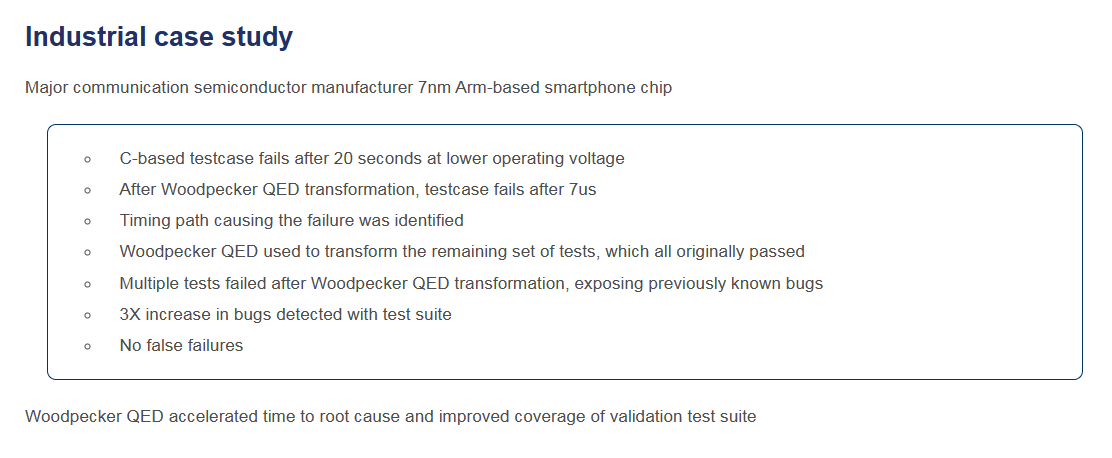 Industrial case study
Major communication semiconductor manufacturer 7nm Arm-based smartphone chip
C-based testcase fails after 20 seconds at lower operating voltage
After Woodpecker QED transformation, testcase fails after 7us
Timing path causing the failure was identified
Woodpecker QED used to transform the remaining set of tests, which all originally passed
Multiple tests failed after Woodpecker QED transformation, exposing previously known bugs
3X increase in bugs detected with test suite
No false failures
Woodpecker QED accelerated time to root cause and improved coverage of validation test suite